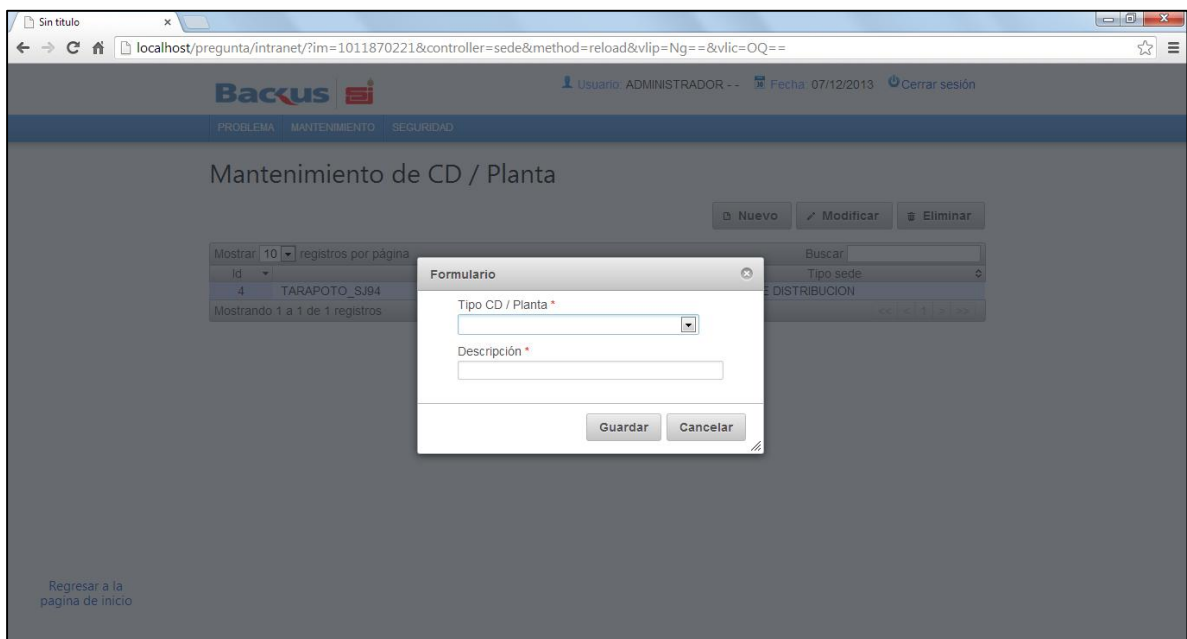 Sin titulo
localhost/pregunta/intranet/?im=1011870221&controller=sede&method=reload&vlip=Ng==&vlic=OQ==
Backus SI
Usuario: ADMINISTRADOR - - Fecha: 07/12/2013 Cerrar sesión
PROBLEMA MANTENIMIENTO SEGURIDAD
Mantenimiento de CD / Planta
Nuevo Modificar Eliminar
Mostrar 10 registros por página Buscar
Id Tipo sede
4 TARAPOTO_SJ94 DISTRIBUCION
Mostrando 1 a 1 de 1 registros << < 1 > >>
Formulario
Tipo CD / Planta *
Descripción *
Guardar Cancelar
Regresar a la
pagina de inicio